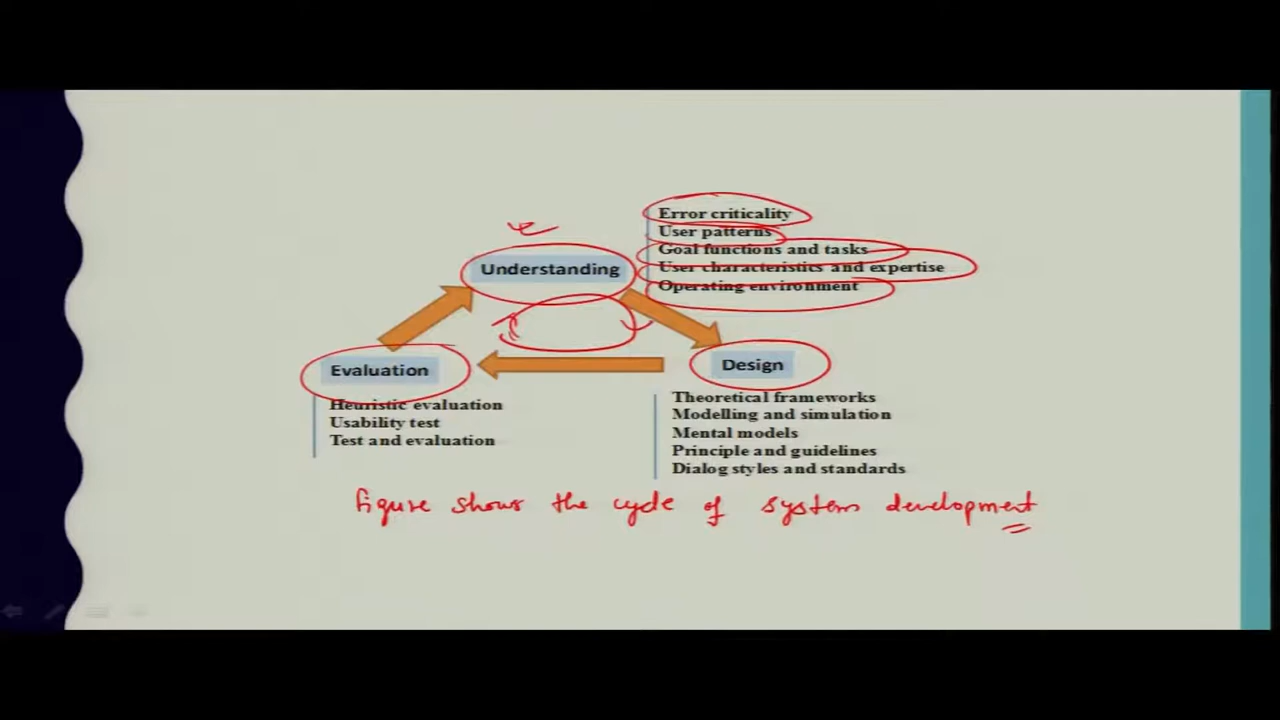 Error criticality
User patterns
Goal functions and tasks
User characteristics and expertise
Operating environment
Understanding
Evaluation
Heuristic evaluation
Usability test
Test and evaluation
Design
Theoretical frameworks
Modelling and simulation
Mental models
Principle and guidelines
Dialog styles and standards
figure shows the cycle of system development